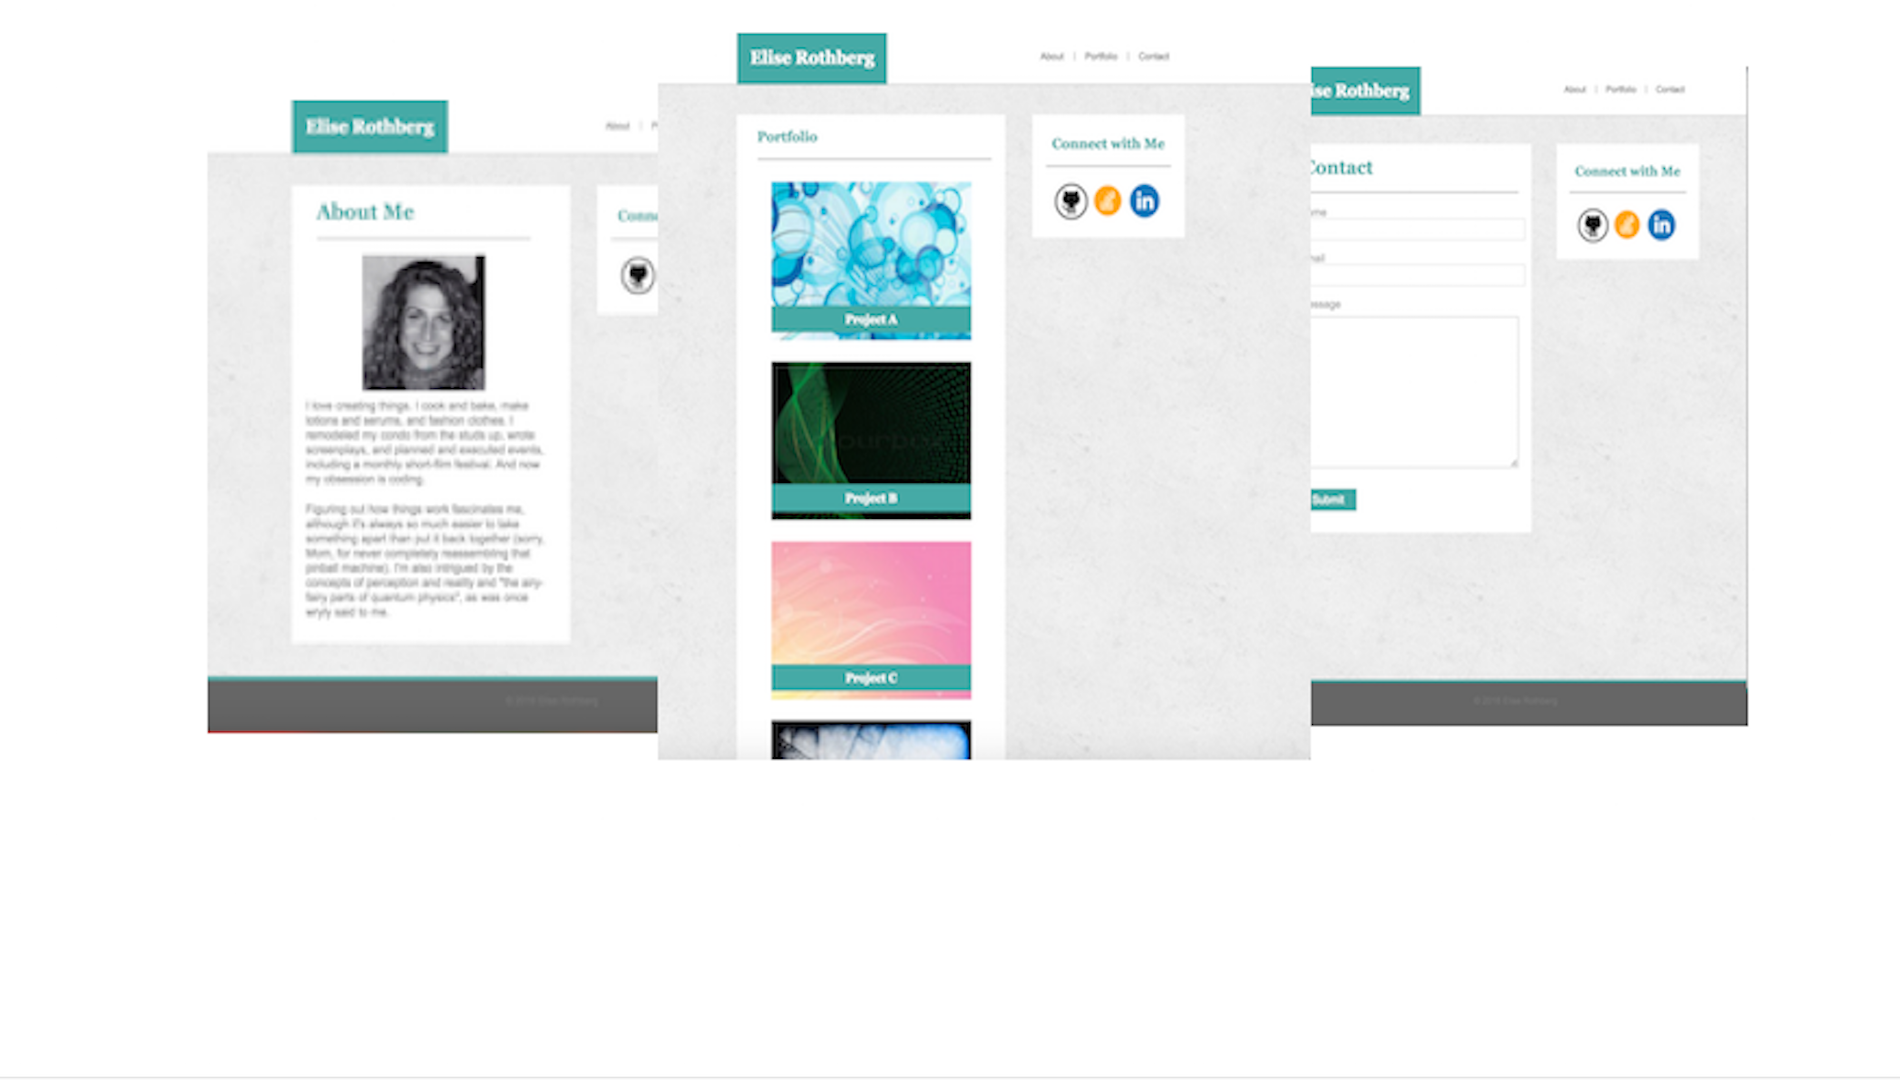 Elise Rothberg
About | P
About Me
Conne
I love creating things. I cook and bake, make
lotions and serums, and fashion clothes. I
remodeled my condo from the studs up, wrote
screenplays, and planned and executed events,
including a monthly short-film festival. And now
my obsession is coding.
Figuring out how things work fascinates me,
although it's always so much easier to take
something apart than put it back together (sorry,
Mom, for never completely reassembling that
pinball machine). I'm also intrigued by the
concepts of perception and reality and "the airy-
fairy parts of quantum physics", as was once
wryly said to me.
Elise Rothberg
About | Portfolio | Contact
Portfolio
Connect with Me
in
Project A
Project B
Project C
ise Rothberg
About | Portfolio | Contact
Contact
Connect with Me
me
in
ail
essage
Submit